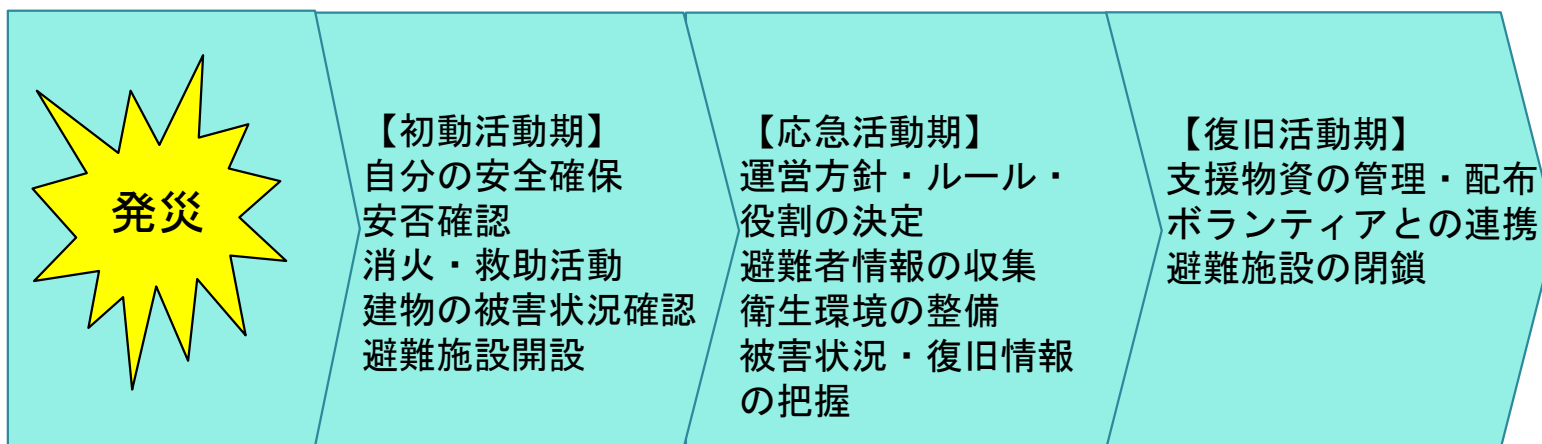 発災
【初動活動期】
自分の安全確保
安否確認
消火・救助活動
建物の被害状況確認
避難施設開設
【応急活動期】
運営方針・ルール・
役割の決定
避難者情報の収集
衛生環境の整備
被害状況・復旧情報
の把握
【復旧活動期】
支援物資の管理・配布
ボランティアとの連携
避難施設の閉鎖